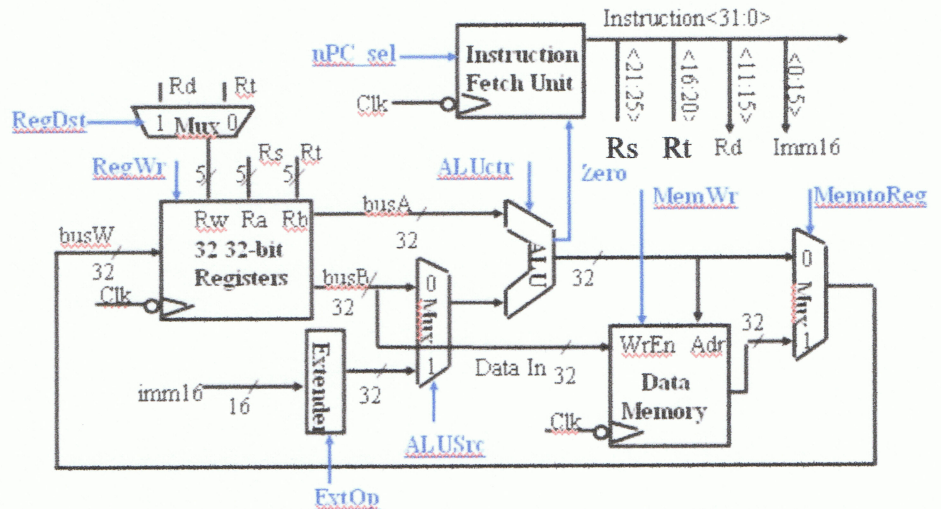 Instruction<31:0>
nPC_sel
Instruction
Fetch Unit
Clk
<21:25>
<16:20>
<11:15>
<0:15>
Rs
Rt
Rd
Imm16
Rd
Rt
RegDst
1 Mux 0
RegWr
5
5
Rs
5
Rt
ALUctr
Zero
MemWr
MemtoReg
busW
32
Rw Ra Rb
32 32-bit
Registers
Clk
busA
32
busB
32
0
Mux
1
ALU
32
0
Mux
1
imm16
16
Extender
32
Data In
32
WrEn Adr
Data
Memory
Clk
32
ALUSrc
ExtOp